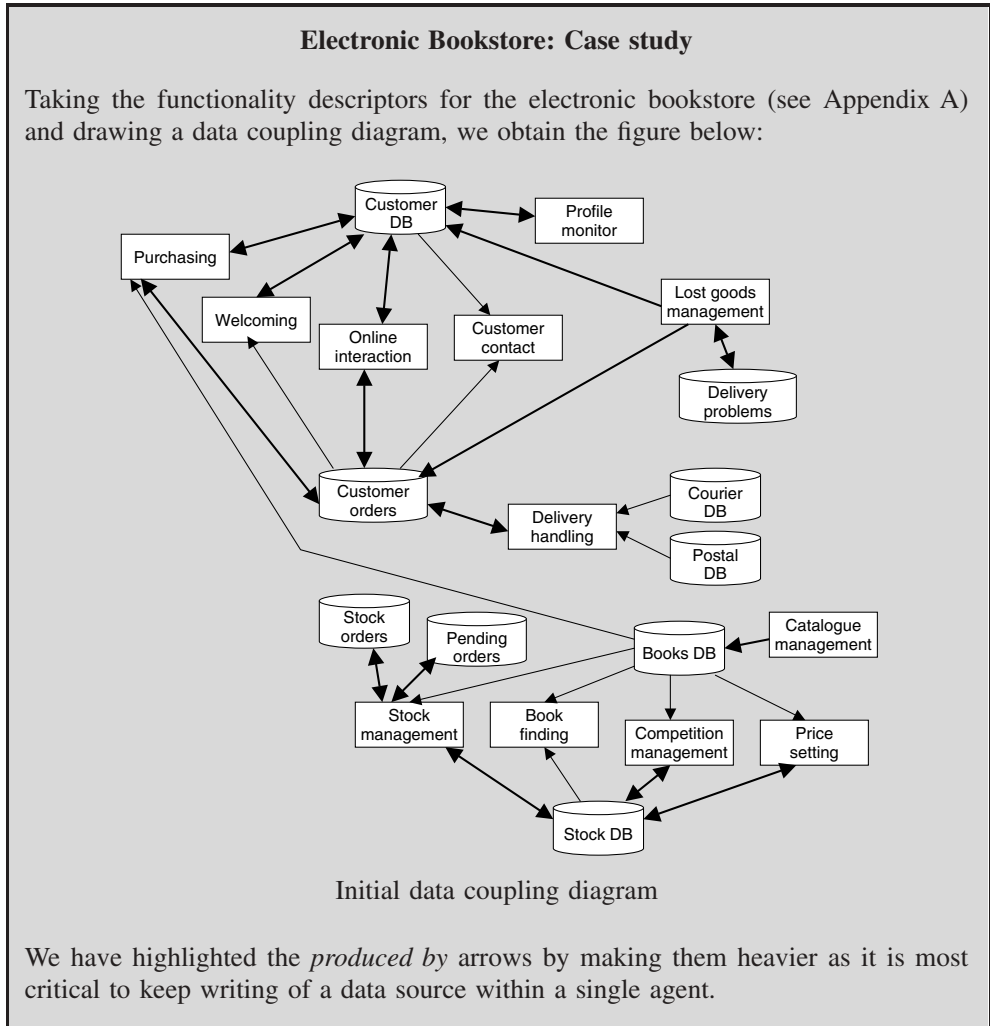 Electronic Bookstore: Case study
Taking the functionality descriptors for the electronic bookstore (see Appendix A)
and drawing a data coupling diagram, we obtain the figure below:
Customer
DB
Profile
monitor
Purchasing
Welcoming
Online
interaction
Customer
contact
Lost goods
management
Delivery
problems
Customer
orders
Delivery
handling
Courier
DB
Postal
DB
Stock
orders
Pending
orders
Books DB
Catalogue
management
Stock
management
Book
finding
Competition
management
Price
setting
Stock DB
Initial data coupling diagram
We have highlighted the produced by arrows by making them heavier as it is most
critical to keep writing of a data source within a single agent.